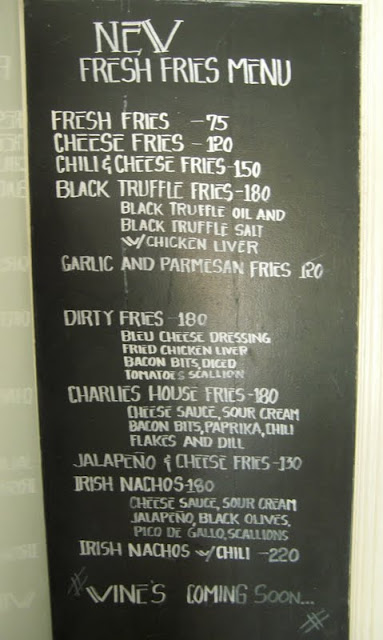 NEW
FRESH FRIES MENU
FRESH FRIES -75
CHEESE FRIES -120
CHILI & CHEESE FRIES-150
BLACK TRUFFLE FRIES-180
BLACK TRUFFLE OIL AND
BLACK TRUFFLE SALT
W/ CHICKEN LIVER
GARLIC AND PARMESAN FRIES 120
DIRTY FRIES -180
BLEU CHEESE DRESSING
FRIED CHICKEN LIVER
BACON BITS, DICED
TOMATOES SCALLION
CHARLIES HOUSE FRIES-180
CHEESE SAUCE, SOUR CREAM
BACON BITS, PAPRIKA, CHILI
FLAKES AND DILL
JALAPEÑO & CHEESE FRIES-130
IRISH NACHOS-180
CHEESE SAUCE, SOUR CREAM
JALAPEÑO, BLACK OLIVES,
PICO DE GALLO, SCALLIONS
IRISH NACHOS W/ CHILI -220
# WINE'S COMING SOON... #